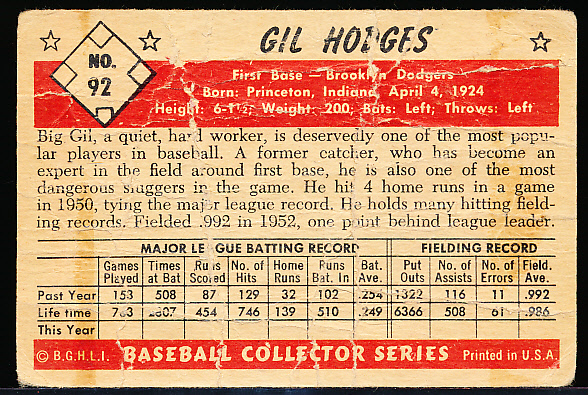 NO.
92
GIL HODGES
First Base — Brooklyn Dodgers
Born: Princeton, Indiana, April 4, 1924
Height: 6-1½; Weight: 200; Bats: Left; Throws: Left
Big Gil, a quiet, hard worker, is deservedly one of the most popu-
lar players in baseball. A former catcher, who has become an
expert in the field around first base, he is also one of the most
dangerous sluggers in the game. He hit 4 home runs in a game
in 1950, tying the major league record. He holds many hitting field-
ing records. Fielded .992 in 1952, one point behind league leader.
MAJOR LEAGUE BATTING RECORD FIELDING RECORD
Games Times Runs No. of Home Runs Bat. Put No. of No. of Field.
Played at Bat Scored Hits Runs Bat. In Ave. Outs Assists Errors Ave.
Past Year 153 508 87 129 32 102 .254 1322 116 11 .992
Life time 454 746 139 510 .249 6366 508 61 .986
This Year
© B.G.H.L.I. BASEBALL COLLECTOR SERIES Printed in U.S.A.